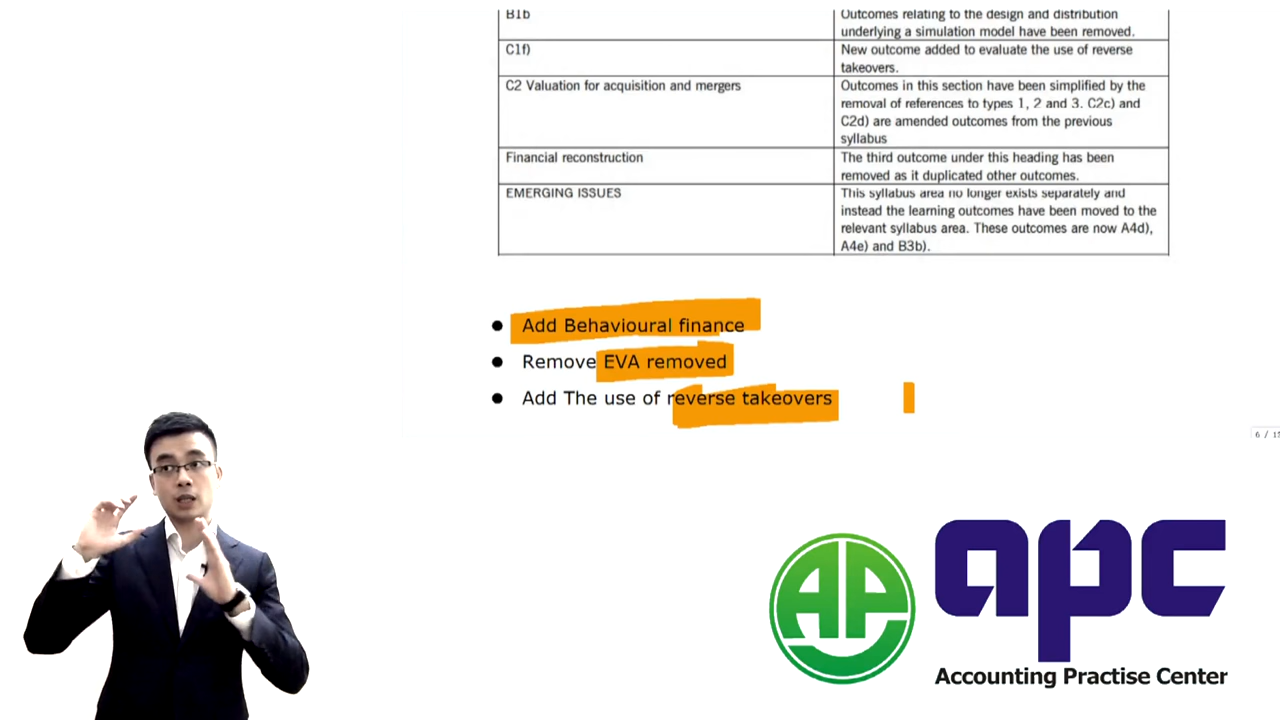 B1b
Outcomes relating to the design and distribution
underlying a simulation model have been removed.
C1f)
New outcome added to evaluate the use of reverse
takeovers.
C2 Valuation for acquisition and mergers
Outcomes in this section have been simplified by the
removal of references to types 1, 2 and 3. C2c) and
C2d) are amended outcomes from the previous
syllabus
Financial reconstruction
The third outcome under this heading has been
removed as it duplicated other outcomes.
EMERGING ISSUES
This syllabus area no longer exists separately and
instead the learning outcomes have been moved to the
relevant syllabus area. These outcomes are now A4d),
A4e) and B3b).
● Add Behavioural finance
● Remove EVA removed
● Add The use of reverse takeovers
6 /
AP
apc
Accounting Practise Center